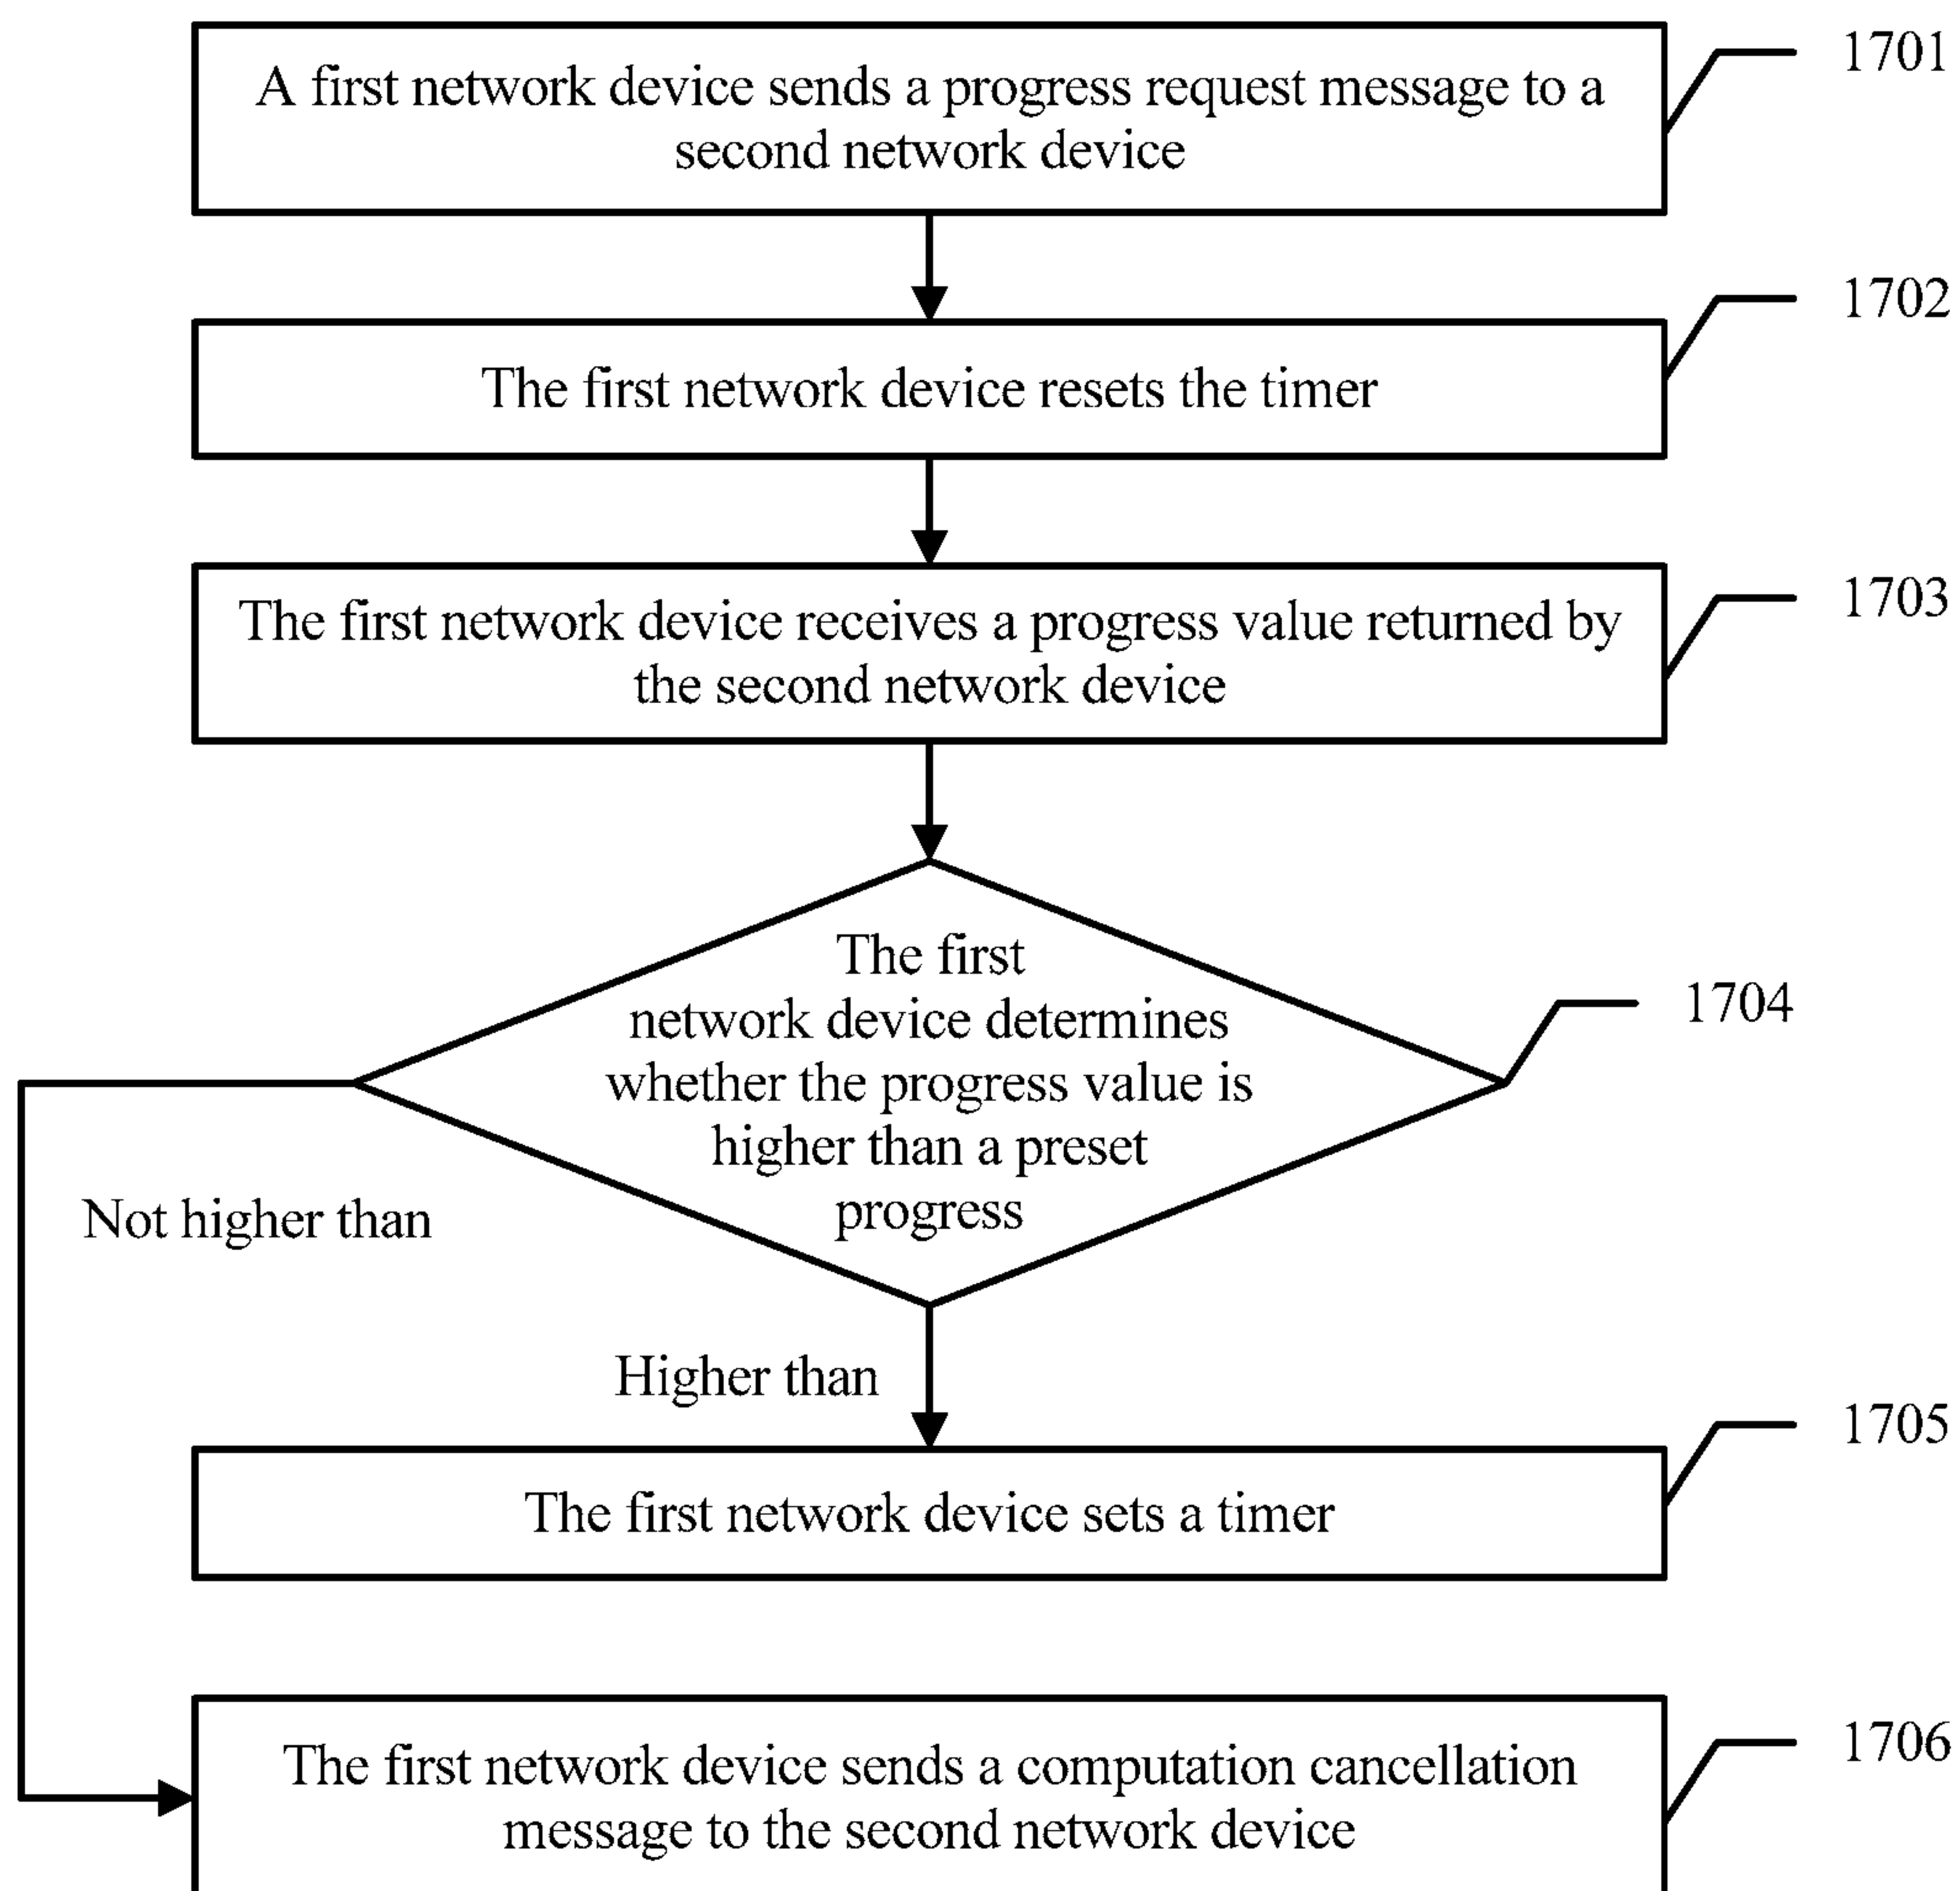 A first network device sends a progress request message to a
second network device
1701
The first network device resets the timer
1702
The first network device receives a progress value returned by
the second network device
1703
The first
network device determines
whether the progress value is
higher than a preset
progress
1704
Not higher than
Higher than
The first network device sets a timer
1705
The first network device sends a computation cancellation
message to the second network device
1706